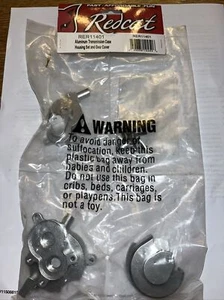 Redcat
RER11401
RER11401
Aluminum Transmission Case
Housing Set and Diff Cover
WARNING
To avoid danger of
suffocation, keep this
plastic bag away from
babies and children.
Do not use this bag in
cribs, beds, carriages,
or playpens. This bag is
not a toy.